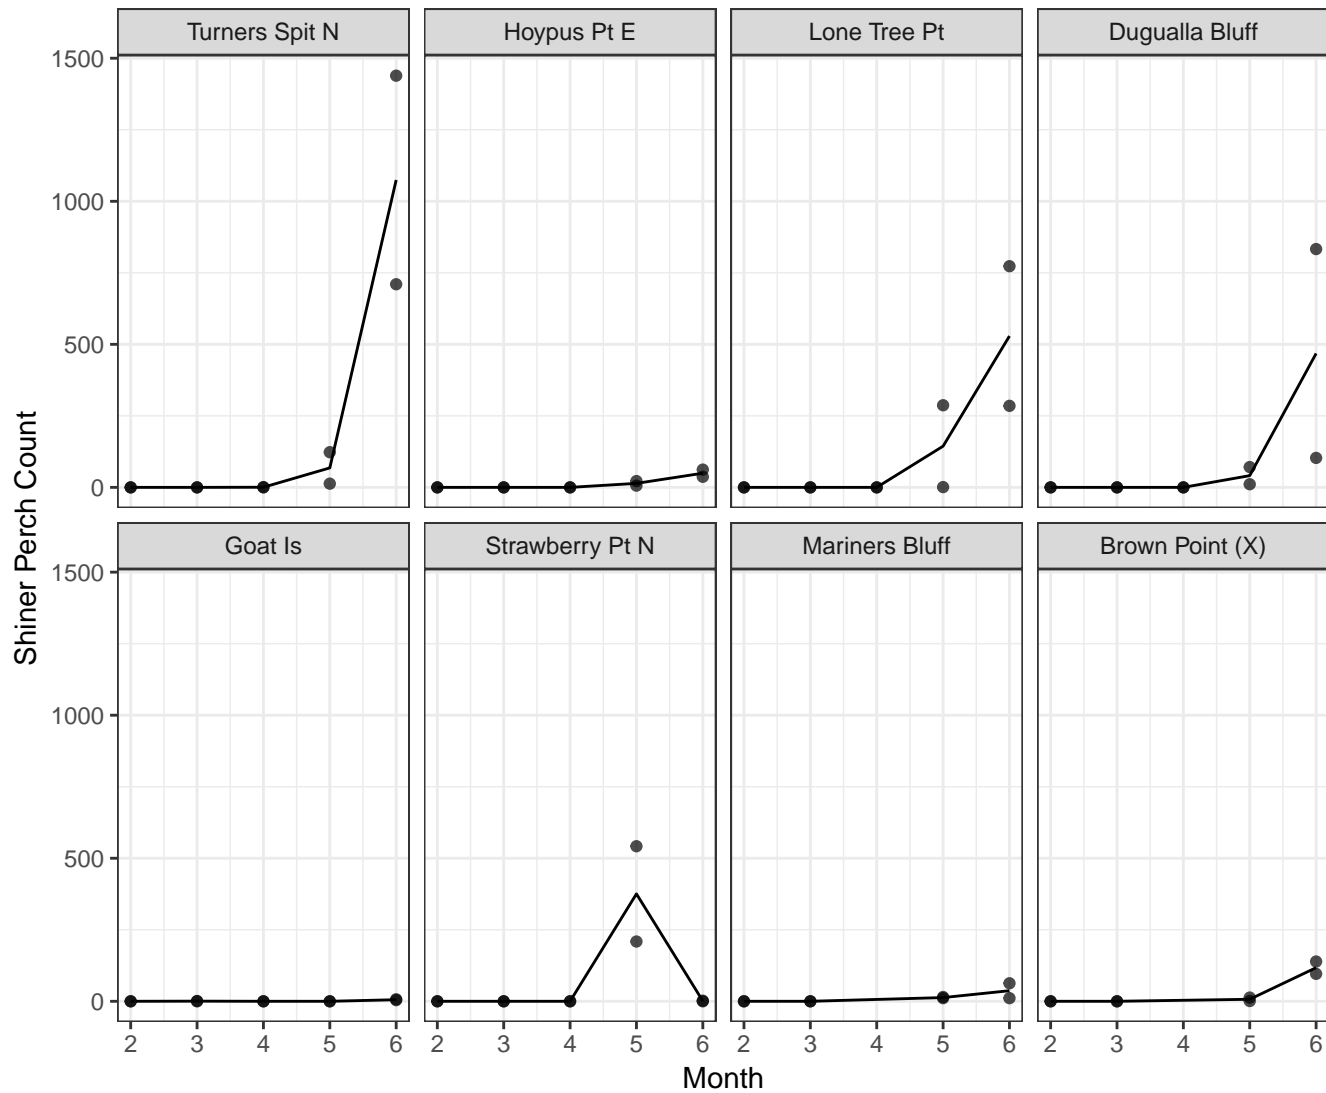 Turners Spit N
Hoypus Pt E
Lone Tree Pt
Dugualla Bluff
1500
1000
500
0
Goat Is
Strawberry Pt N
Mariners Bluff
Brown Point (X)
1500
1000
500
0
2 3 4 5 6
2 3 4 5 6
2 3 4 5 6
2 3 4 5 6
Month
Shiner Perch Count